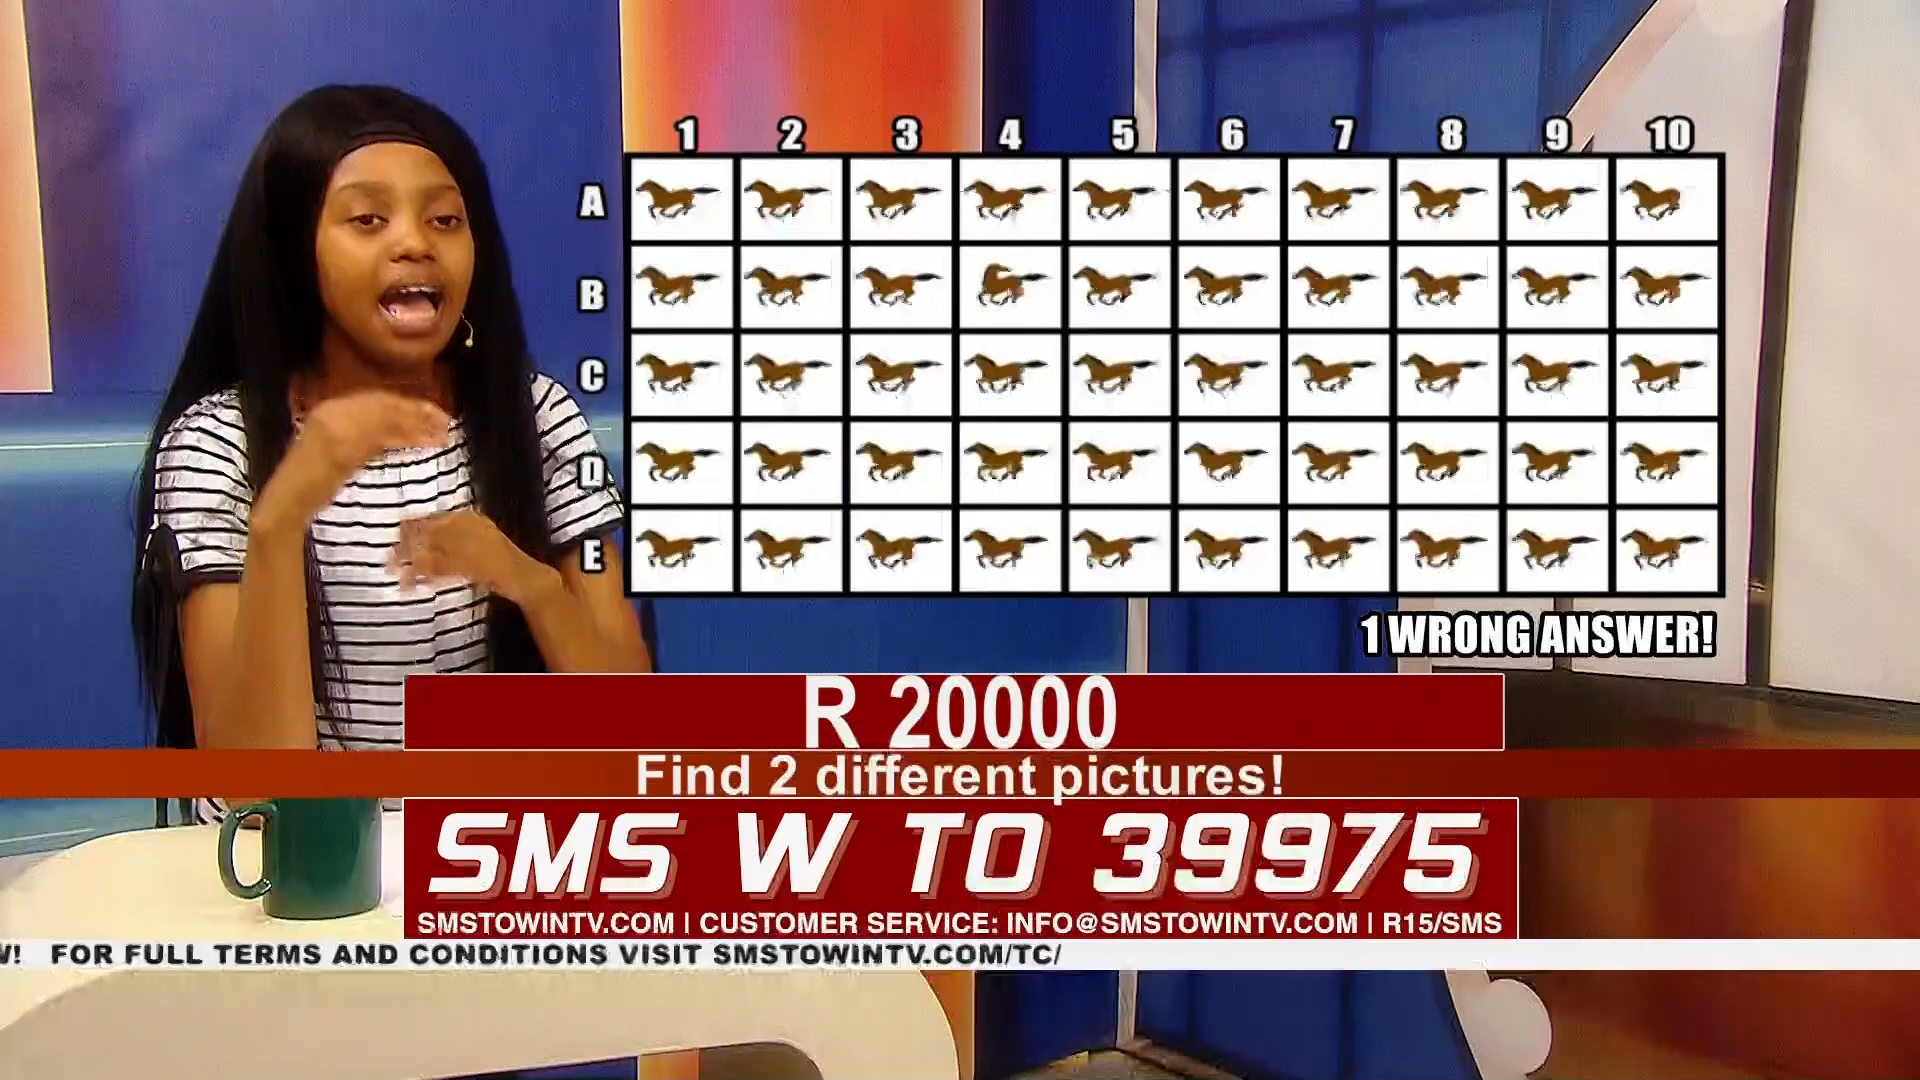 1 2 3 4 5 6 7 8 9 10
A
B
C
D
E
1 WRONG ANSWER!
R 20000
Find 2 different pictures!
SMS W TO 39975
SMSTOWINTV.COM | CUSTOMER SERVICE: INFO@SMSTOWINTV.COM | R15/SMS
! FOR FULL TERMS AND CONDITIONS VISIT SMSTOWINTV.COM/TC/